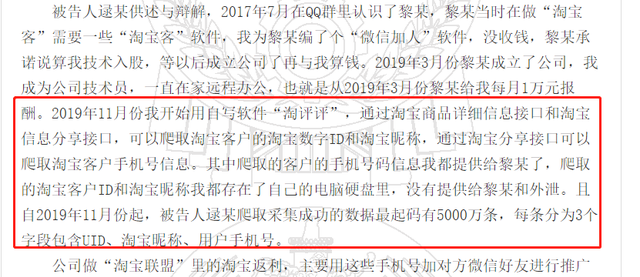 被告人逯某供述与辩解，2017年7月在QQ群里认识了黎某，黎某当时在做“淘宝
客”需要一些“淘宝客”软件，我为黎某编了个“微信加人”软件，没收钱，黎某承
诺说算我技术入股，等以后成立公司了再与我算钱。2019年3月份黎某成立了公司，我
成为公司技术员，一直在家远程办公，也就是从2019年3月份黎某给我每月1万元报
酬。2019年11月份我开始用自写软件“淘评评”，通过淘宝商品详细信息接口和淘宝
信息分享接口，可以爬取淘宝客户的淘宝数字ID和淘宝昵称，通过淘宝分享接口可以
爬取淘宝客户手机号信息。其中爬取的客户的手机号码信息我都提供给黎某了，爬取
的淘宝客户ID和淘宝昵称我都存在了自己的电脑硬盘里，没有提供给黎某和外泄。且
自2019年11月份起，被告人逯某爬取采集成功的数据最起码有5000万条，每条分为3个
字段包含UID、淘宝昵称、用户手机号。
公司做“淘宝联盟”里的淘宝返利，主要用这些手机号加对方微信好友进行推广